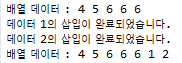 배열 데이터 : 4 5 6 6 6
데이터 1의 삽입이 완료되었습니다.
데이터 2의 삽입이 완료되었습니다.
배열 데이터 : 4 5 6 6 6 1 2